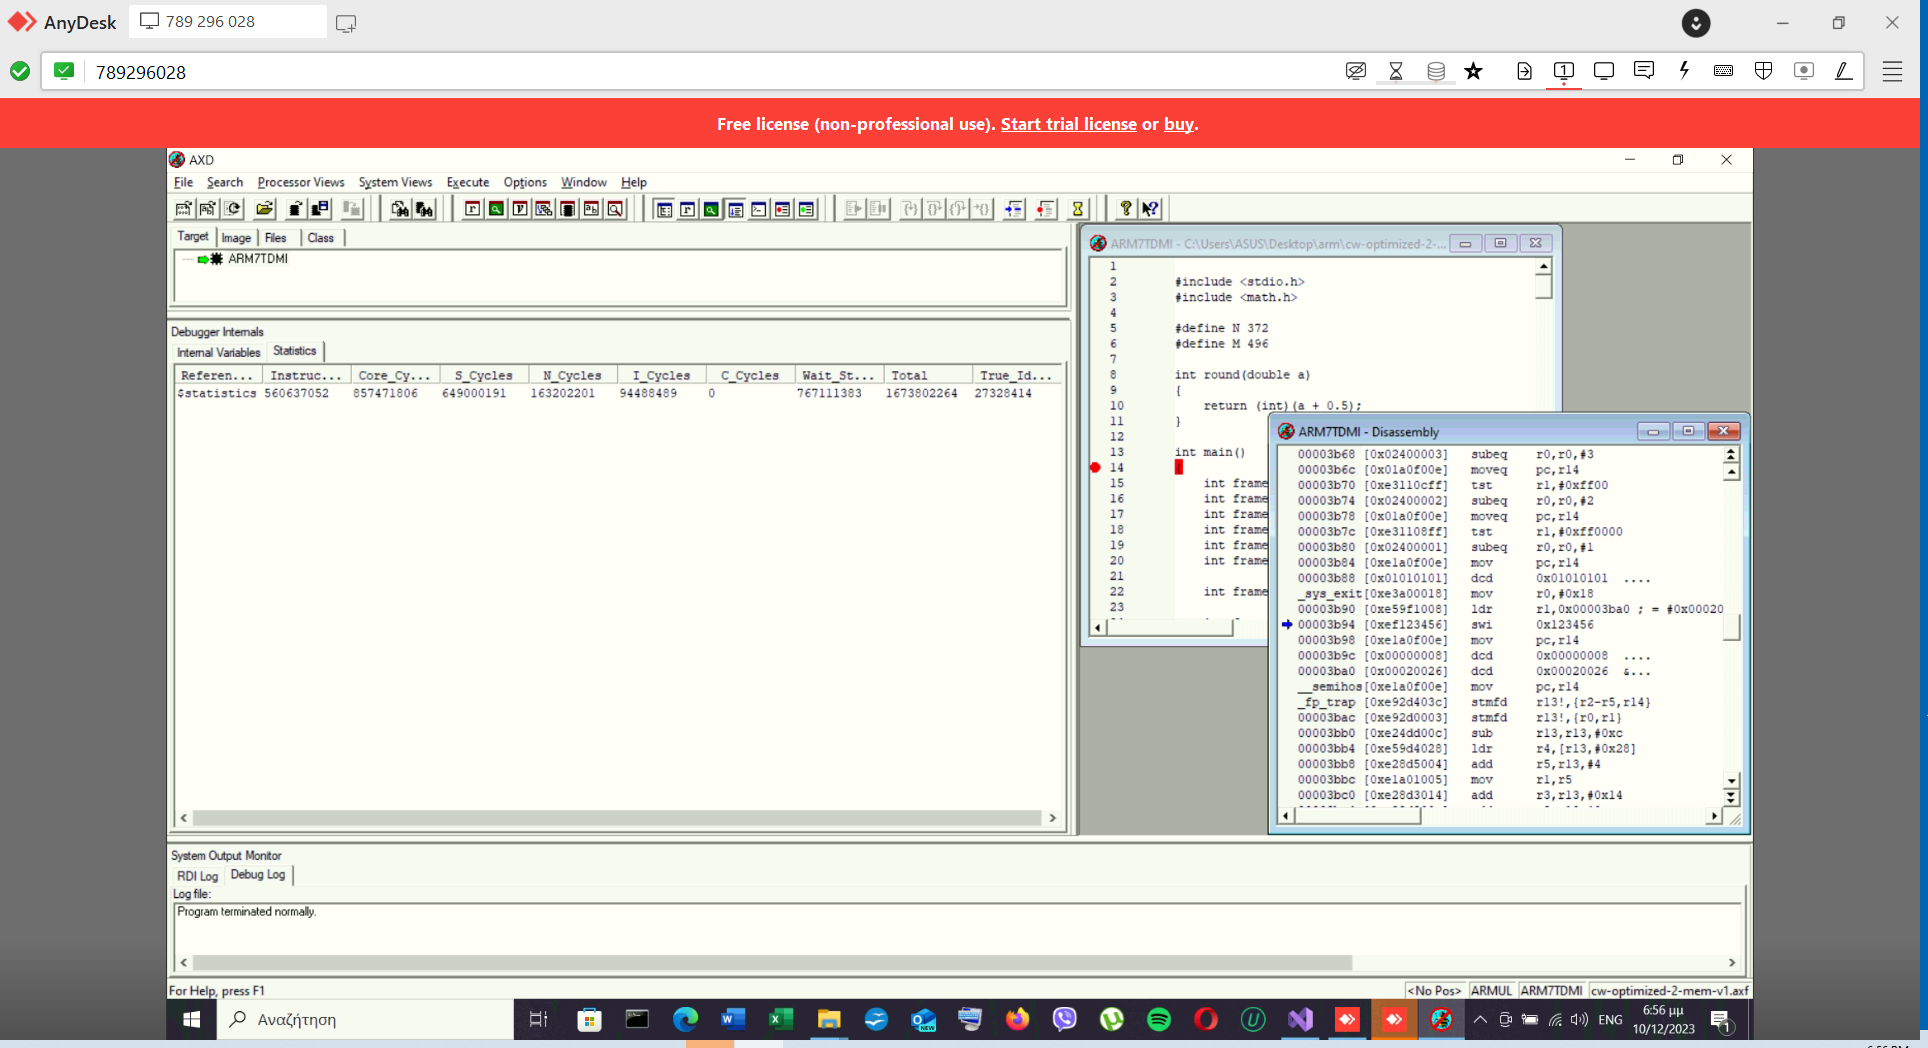 AnyDesk
789 296 028
789296028
Free license (non-professional use). Start trial license or buy.
AXD
File Search Processor Views System Views Execute Options Window Help
Target Image Files Class
ARM7TDMI
Debugger Internals
Internal Variables Statistics
Referen... Instruc... Core_Cy... S_Cycles N_Cycles I_Cycles C_Cycles Wait_St... Total True_Id...
$statistics 560637052 857471806 649000191 163202201 94488489 0 767111383 1673802264 27328414
ARM7TDMI - C:\Users\ASUS\Desktop\arm\cw-optimized-2-...
1
2 #include <stdio.h>
3 #include <math.h>
4
5 #define N 372
6 #define M 496
7
8 int round(double a)
9 {
10 return (int)(a + 0.5);
11 }
12
13 int main()
14 {
15 int frame
16 int frame
17 int frame
18 int frame
19 int frame
20 int frame
21
22 int frame
23
ARM7TDMI - Disassembly
00003b68 [0x02400003] subeq r0,r0,#3
00003b6c [0x01a0f00e] moveq pc,r14
00003b70 [0xe3110cff] tst r1,#0xff00
00003b74 [0x02400002] subeq r0,r0,#2
00003b78 [0x01a0f00e] moveq pc,r14
00003b7c [0xe31108ff] tst r1,#0xff0000
00003b80 [0x02400001] subeq r0,r0,#1
00003b84 [0xe1a0f00e] mov pc,r14
00003b88 [0x01010101] dcd 0x01010101 ....
_sys_exit[0xe3a00018] mov r0,#0x18
00003b90 [0xe59f1008] ldr r1,0x00003ba0 ; = #0x00020
00003b94 [0xef123456] swi 0x123456
00003b98 [0xe1a0f00e] mov pc,r14
00003b9c [0x00000008] dcd 0x00000008 ....
00003ba0 [0x00020026] dcd 0x00020026 &...
__semihos[0xe1a0f00e] mov pc,r14
_fp_trap [0xe92d403c] stmfd r13!,{r2-r5,r14}
00003bac [0xe92d0003] stmfd r13!,{r0,r1}
00003bb0 [0xe24dd00c] sub r13,r13,#0xc
00003bb4 [0xe59d4028] ldr r4,[r13,#0x28]
00003bb8 [0xe28d5004] add r5,r13,#4
00003bbc [0xe1a01005] mov r1,r5
00003bc0 [0xe28d3014] add r3,r13,#0x14
System Output Monitor
RDI Log Debug Log
Log file:
Program terminated normally.
For Help, press F1
<No Pos> ARMUL ARM7TDMI cw-optimized-2-mem-v1.axf
Αναζήτηση
ENG
6:56 μμ
10/12/2023
1